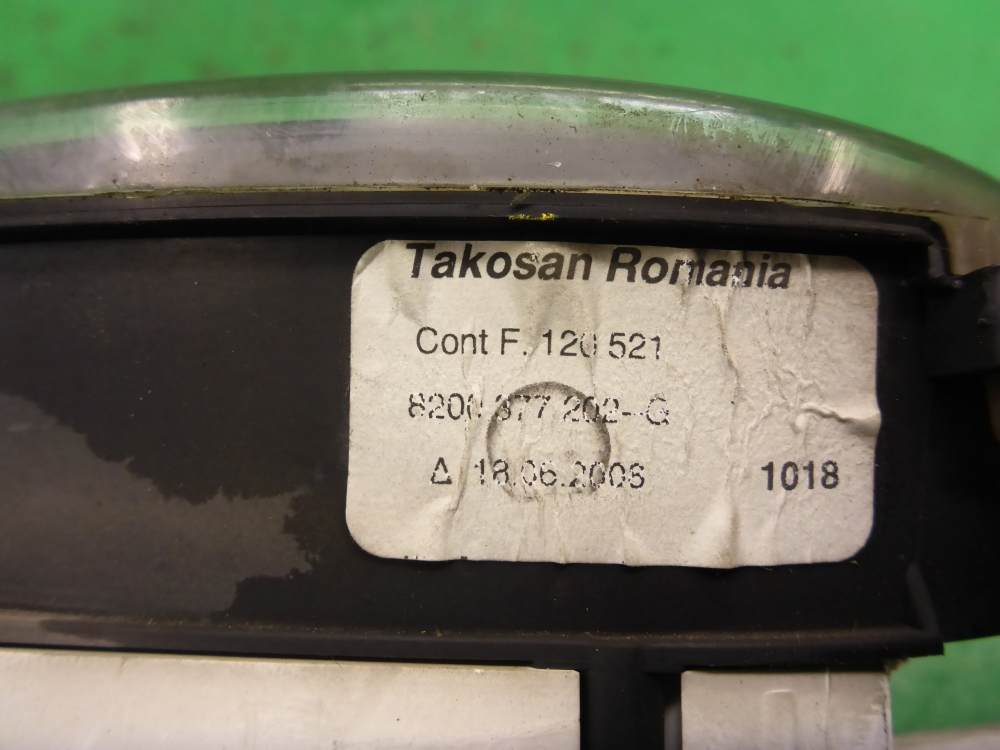 Takosan Romania
Cont F. 120 521
8200 377 202--G
Δ 18.06.2006 1018